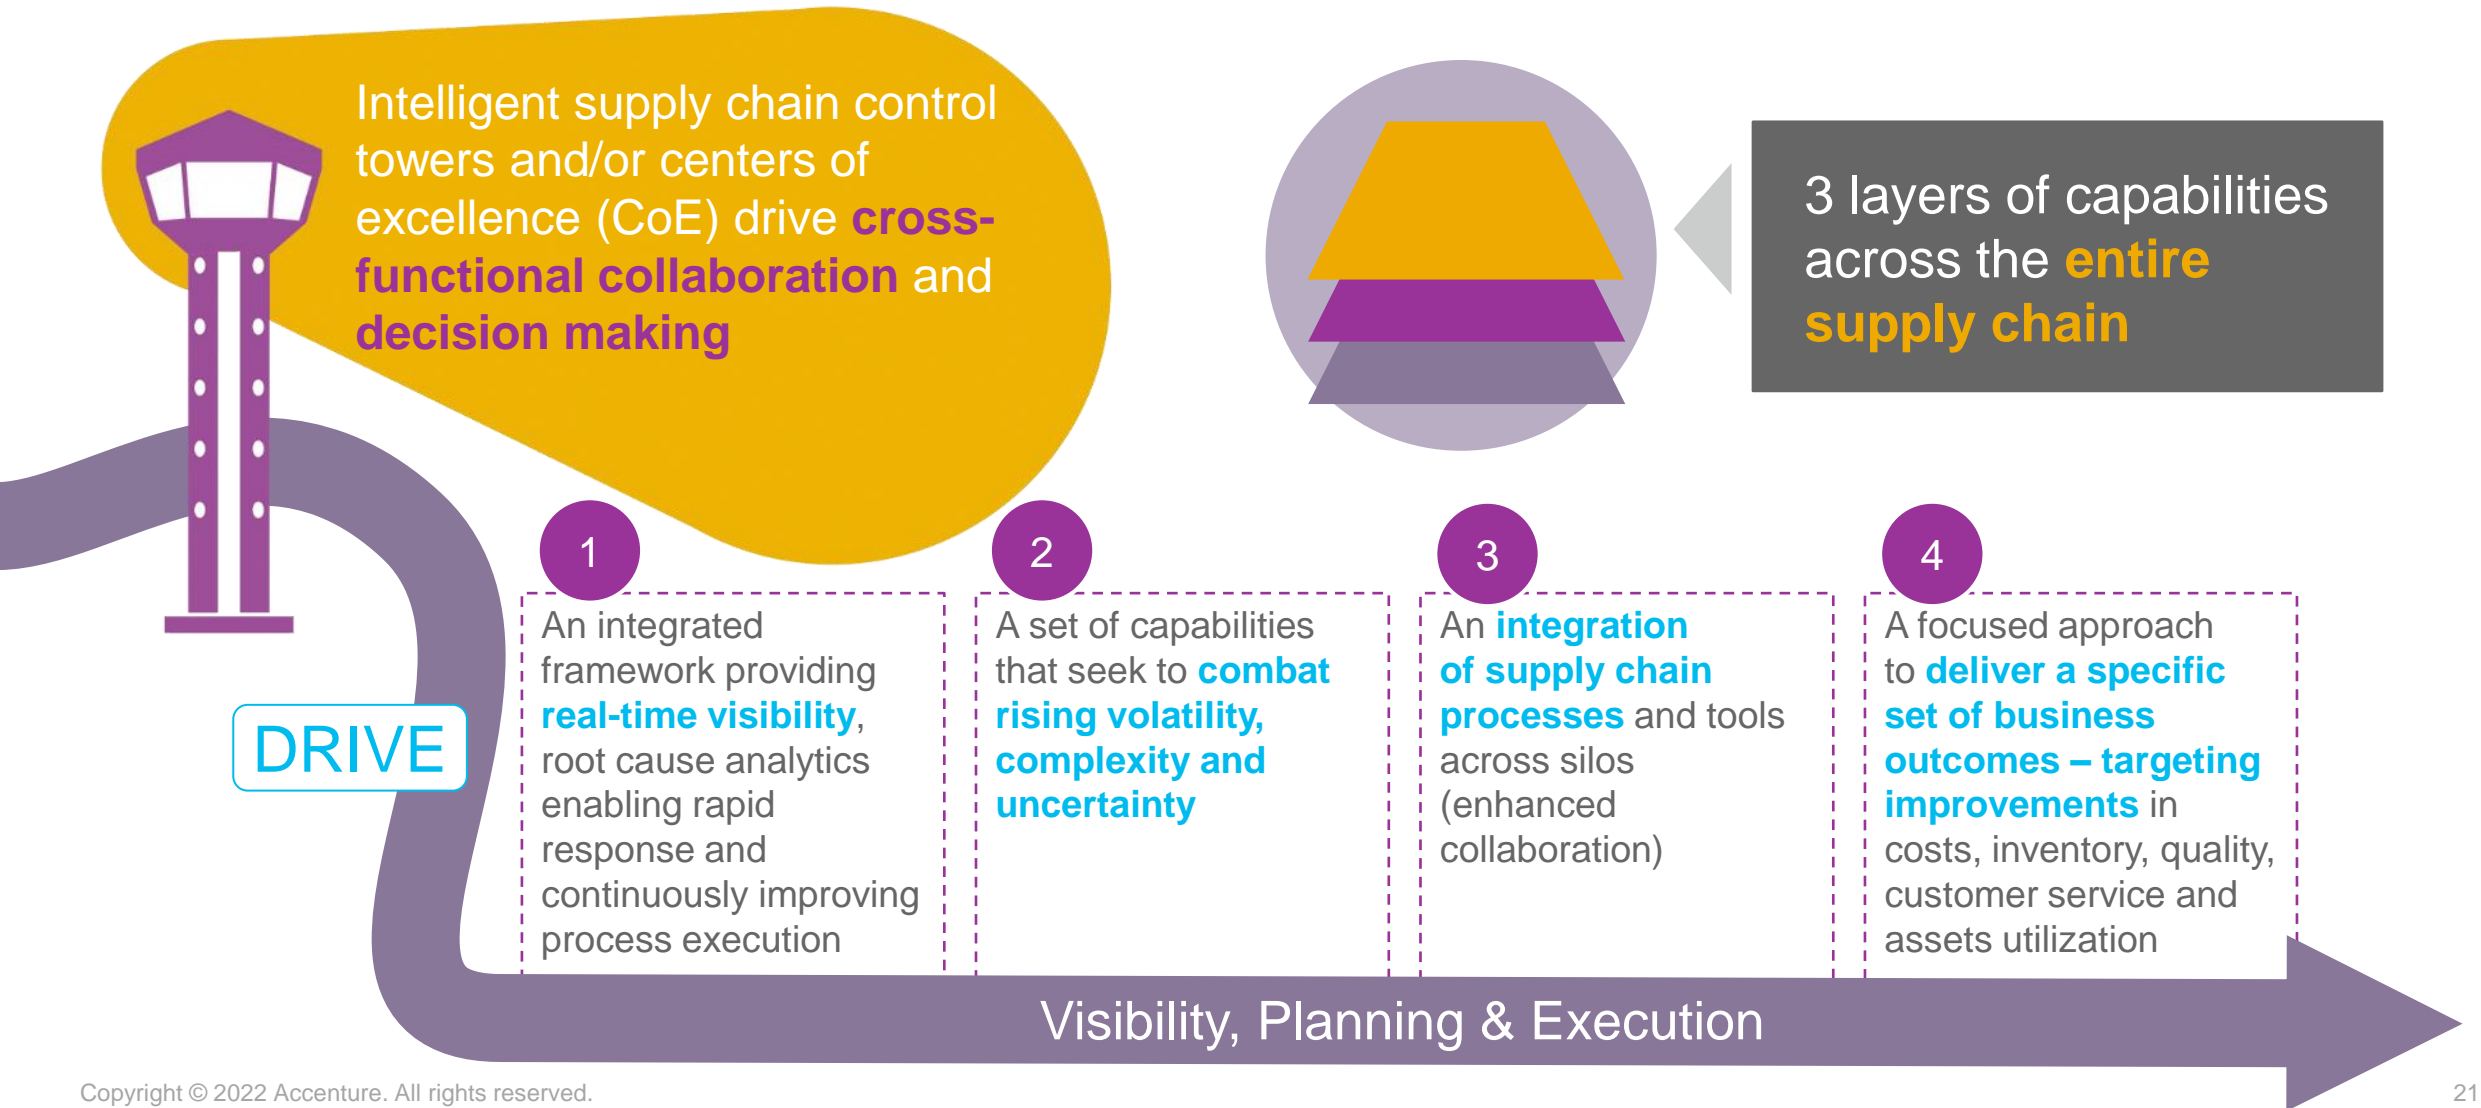 Intelligent supply chain control
towers and/or centers of
excellence (CoE) drive cross-
functional collaboration and
decision making
3 layers of capabilities
across the entire
supply chain
1
An integrated
framework providing
real-time visibility,
root cause analytics
enabling rapid
response and
continuously improving
process execution
2
A set of capabilities
that seek to combat
rising volatility,
complexity and
uncertainty
3
An integration
of supply chain
processes and tools
across silos
(enhanced
collaboration)
4
A focused approach
to deliver a specific
set of business
outcomes – targeting
improvements in
costs, inventory, quality,
customer service and
assets utilization
DRIVE
Visibility, Planning & Execution
Copyright © 2022 Accenture. All rights reserved.
21